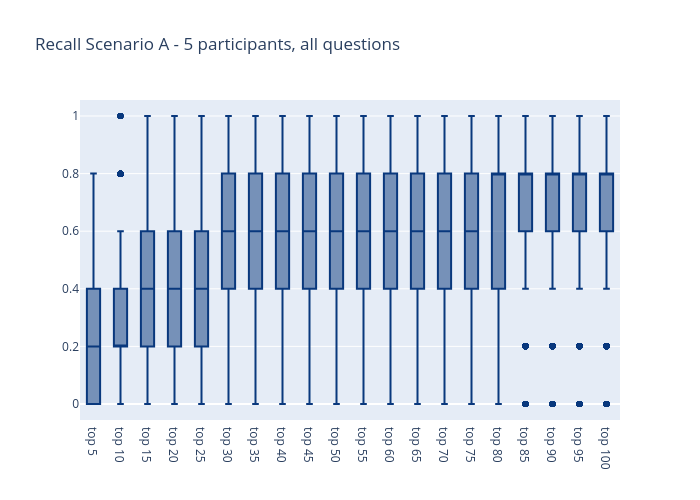 Recall Scenario A - 5 participants, all questions
1
0.8
0.6
0.4
0.2
0
top 5
top 10
top 15
top 20
top 25
top 30
top 35
top 40
top 45
top 50
top 55
top 60
top 65
top 70
top 75
top 80
top 85
top 90
top 95
top 100